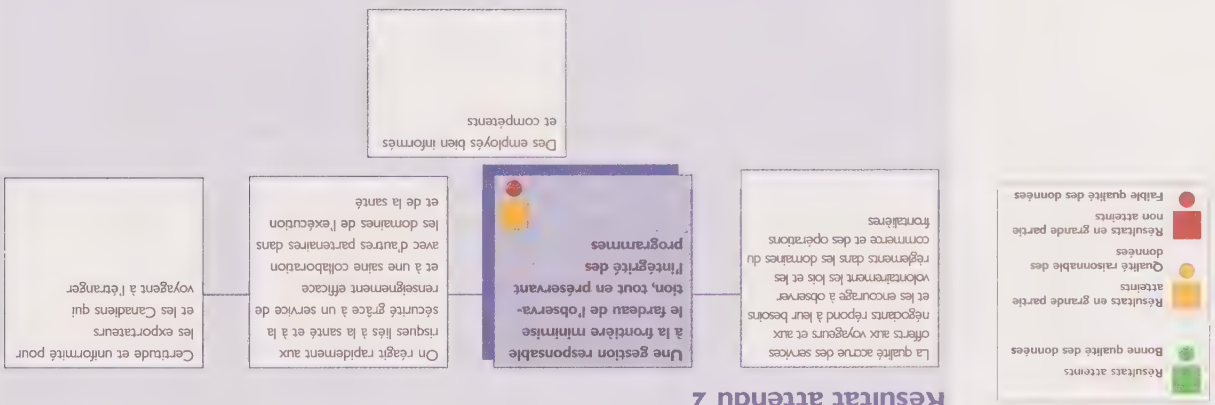 Résultat attendu 2
Résultats atteints
Bonne qualité des données
Résultats en grande partie
atteints
Qualité raisonnable des
données
Résultats en grande partie
non atteints
Faible qualité des données
La qualité accrue des services
offerts aux voyageurs et aux
négociants répond à leur besoins
et les encourage à observer
volontairement les lois et les
règlements dans les domaines du
commerce et des opérations
frontalières
Une gestion responsable
à la frontière minimise
le fardeau de l'observa-
tion, tout en préservant
l'intégrité des
programmes
On réagit rapidement aux
risques liés à la santé et à la
sécurité grâce à un service de
renseignement efficace
et à une saine collaboration
avec d'autres partenaires dans
les domaines de l'exécution
et de la santé
Certitude et uniformité pour
les exportateurs
et les Canadiens qui
voyagent à l'étranger
Des employés bien informés
et compétents